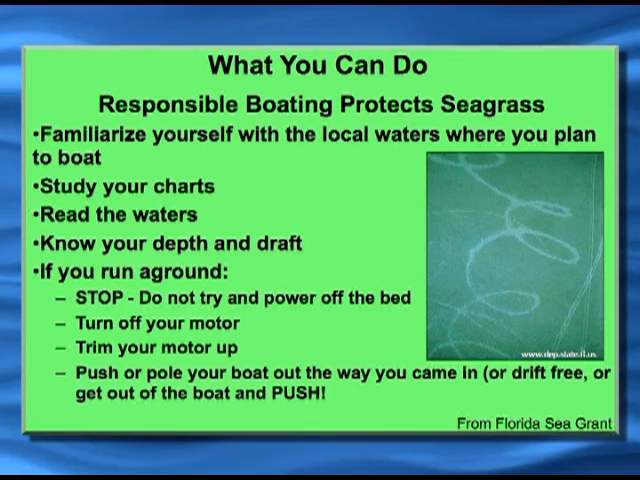 What You Can Do
Responsible Boating Protects Seagrass
•Familiarize yourself with the local waters where you plan
to boat
•Study your charts
•Read the waters
•Know your depth and draft
•If you run aground:
– STOP - Do not try and power off the bed
– Turn off your motor
– Trim your motor up
– Push or pole your boat out the way you came in (or drift free, or
get out of the boat and PUSH!
www.dep.state.fl.us
From Florida Sea Grant